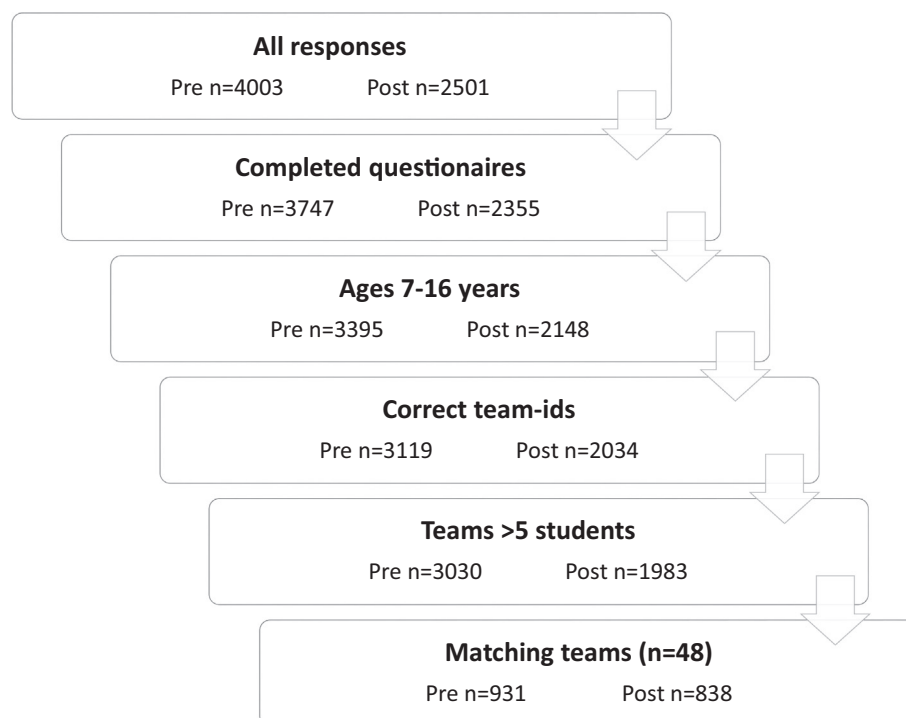 All responses
Pre n=4003 Post n=2501
Completed questionaires
Pre n=3747 Post n=2355
Ages 7-16 years
Pre n=3395 Post n=2148
Correct team-ids
Pre n=3119 Post n=2034
Teams >5 students
Pre n=3030 Post n=1983
Matching teams (n=48)
Pre n=931 Post n=838